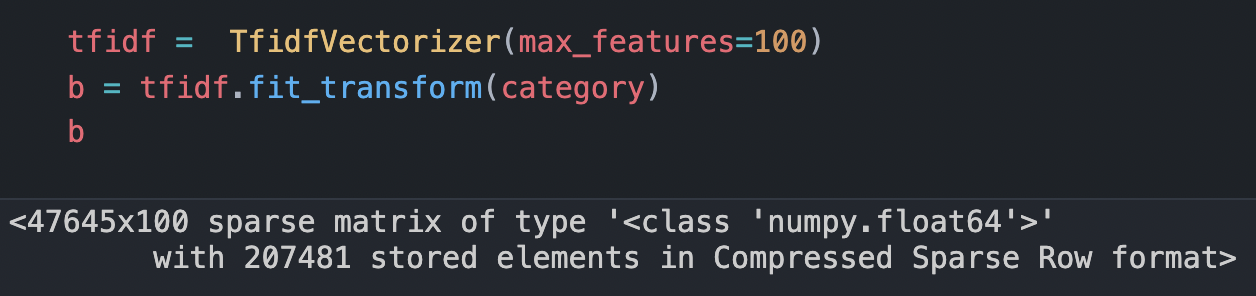 tfidf =  TfidfVectorizer(max_features=100)
b = tfidf.fit_transform(category)
b
<47645x100 sparse matrix of type '<class 'numpy.float64'>'
        with 207481 stored elements in Compressed Sparse Row format>